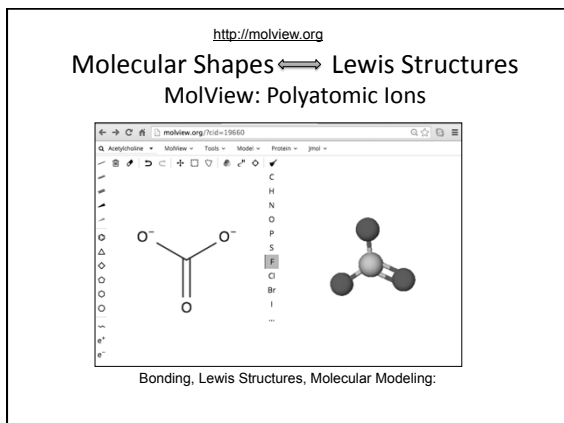 http://molview.org
Molecular Shapes ⟺ Lewis Structures
MolView: Polyatomic Ions
molview.org/?cid=19660
Acetylcholine MolView Tools Model Protein Jmol
C
H
N
O
P
S
F
Cl
Br
I
...
O⁻ O⁻
O
e⁺
e⁻
Bonding, Lewis Structures, Molecular Modeling: